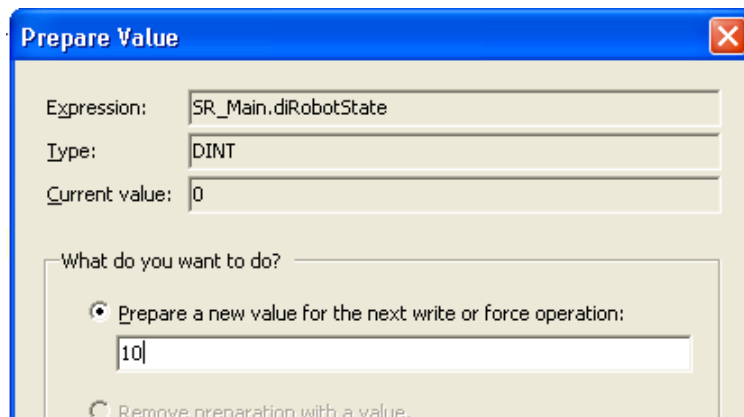 Prepare Value
Expression: SR_Main.diRobotState
Type: DINT
Current value: 0
What do you want to do?
Prepare a new value for the next write or force operation:
10
Remove preparation with a value.